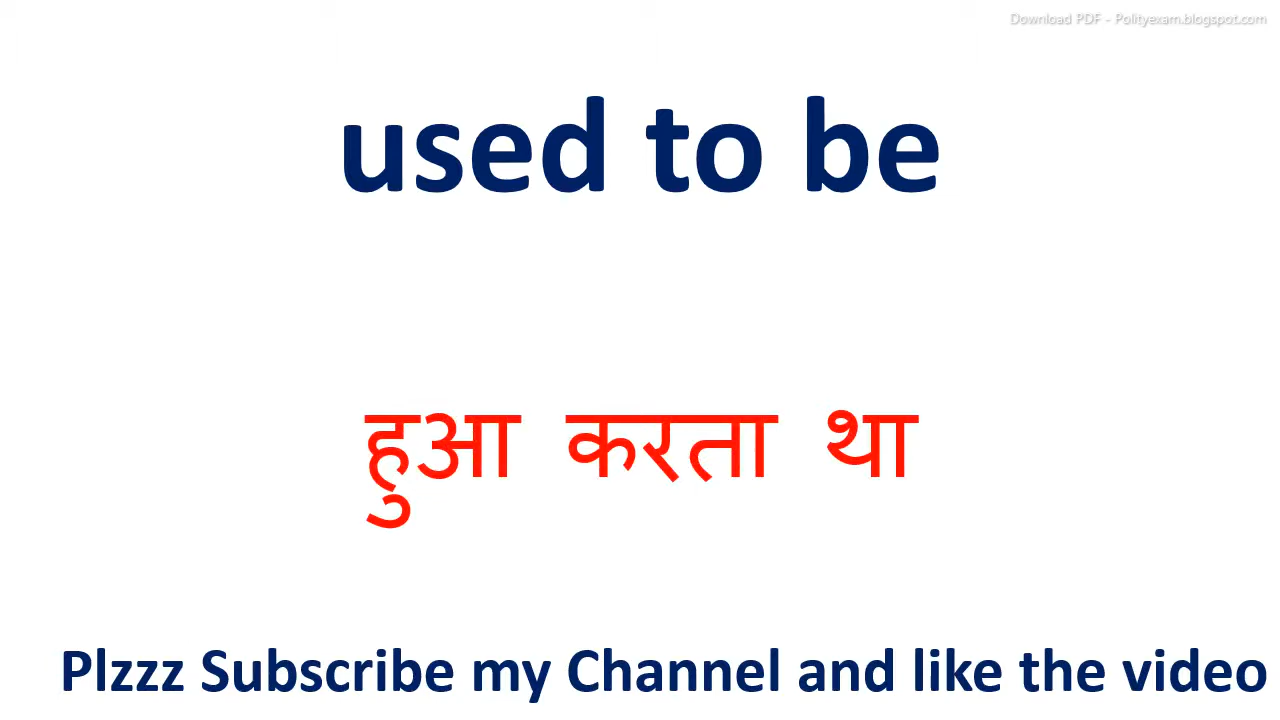 Download PDF - Polityexam.blogspot.com
used to be
हुआ करता था
Plzzz Subscribe my Channel and like the video